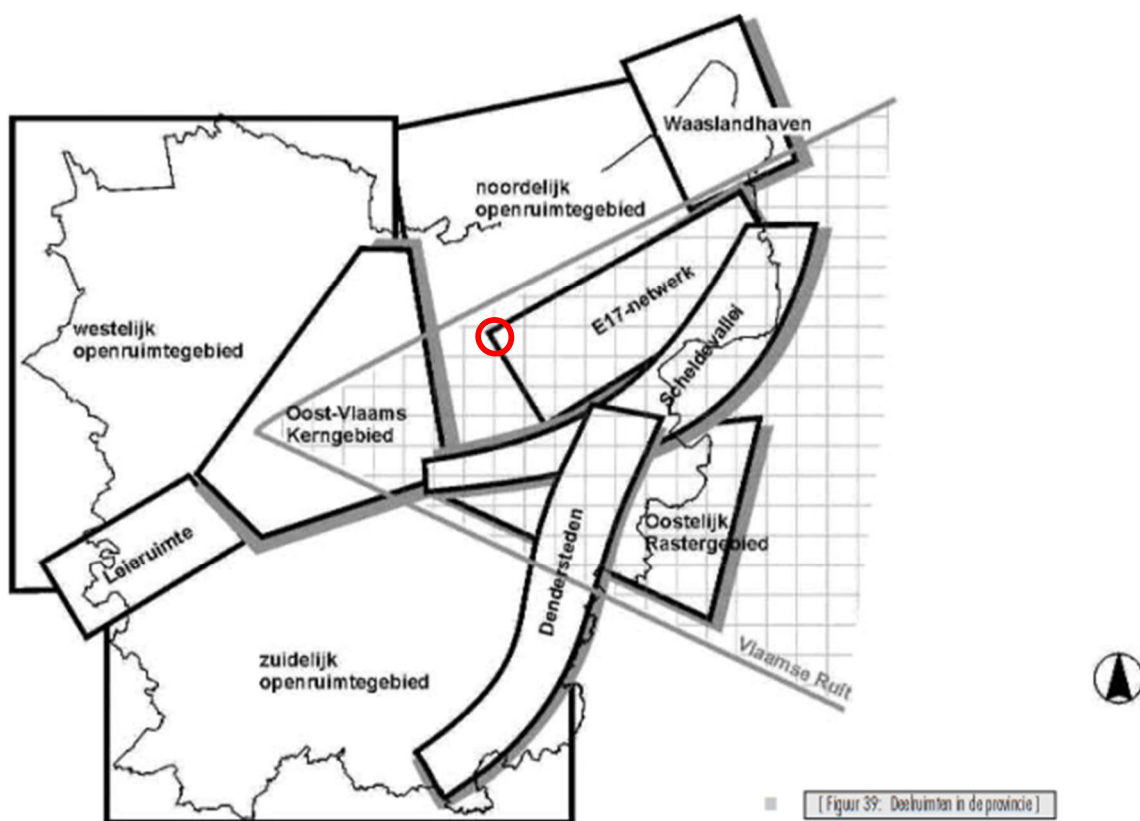 Waaslandhaven
noordelijk
openruimtegebied
E17-netwerk
westelijk
openruimtegebied
Scheldevallei
Oost-Vlaams
Kerngebied
Oostelijk
Rastergebied
Leieruimte
Dendersteden
zuidelijk
openruimtegebied
Vlaamse Ruit
[ Figuur 39: Deelruimten in de provincie ]